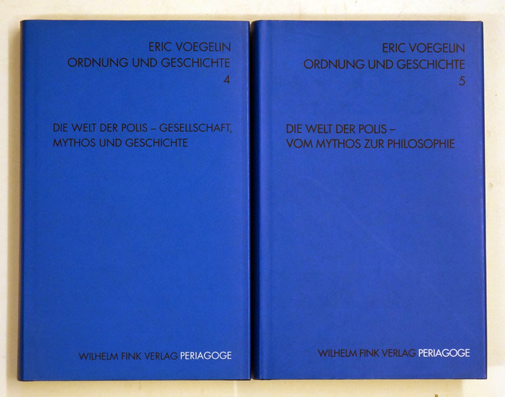 ERIC VOEGELIN
ORDNUNG UND GESCHICHTE
4
DIE WELT DER POLIS – GESELLSCHAFT,
MYTHOS UND GESCHICHTE
WILHELM FINK VERLAG PERIAGOGE
ERIC VOEGELIN
ORDNUNG UND GESCHICHTE
5
DIE WELT DER POLIS –
VOM MYTHOS ZUR PHILOSOPHIE
WILHELM FINK VERLAG PERIAGOGE